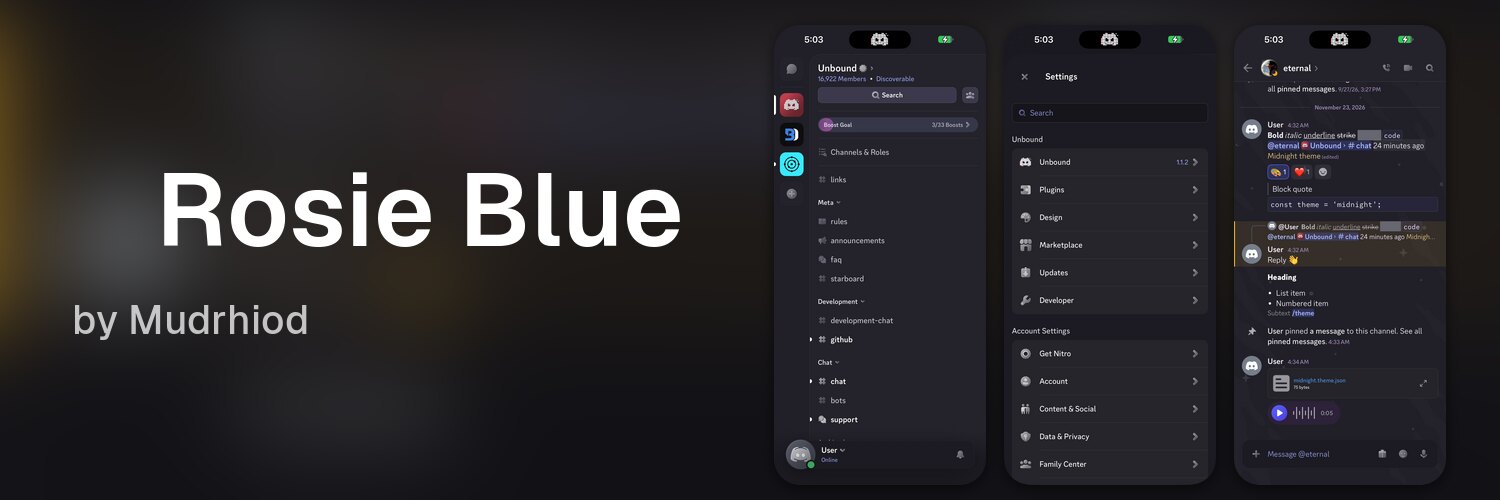 Rosie Blue
by Mudrhiod
5:03
Unbound
16,922 Members • Discoverable
Search
Boost Goal
3/33 Boosts
Channels & Roles
links
Meta
rules
announcements
faq
starboard
Development
development-chat
github
Chat
chat
bots
support
User
Online
5:03
Settings
Search
Unbound
Unbound 1.1.2
Plugins
Design
Marketplace
Updates
Developer
Account Settings
Get Nitro
Account
Content & Social
Data & Privacy
Family Center
5:03
eternal
all pinned messages. 9/27/26, 3:27 PM
November 23, 2026
User 4:32 AM
Bold italic underline strike code
@eternal Unbound › # chat 24 minutes ago
Midnight theme (edited)
1 1
Block quote
const theme = 'midnight';
@User Bold italic underline strike code
@eternal Unbound › # chat 24 minutes ago Midnigh...
User 4:32 AM
Reply 👋
Heading
• List item
• Numbered item
Subtext /theme
User pinned a message to this channel. See all
pinned messages. 4:33 AM
User 4:34 AM
midnight.theme.json
75 bytes
0:05
Message @eternal